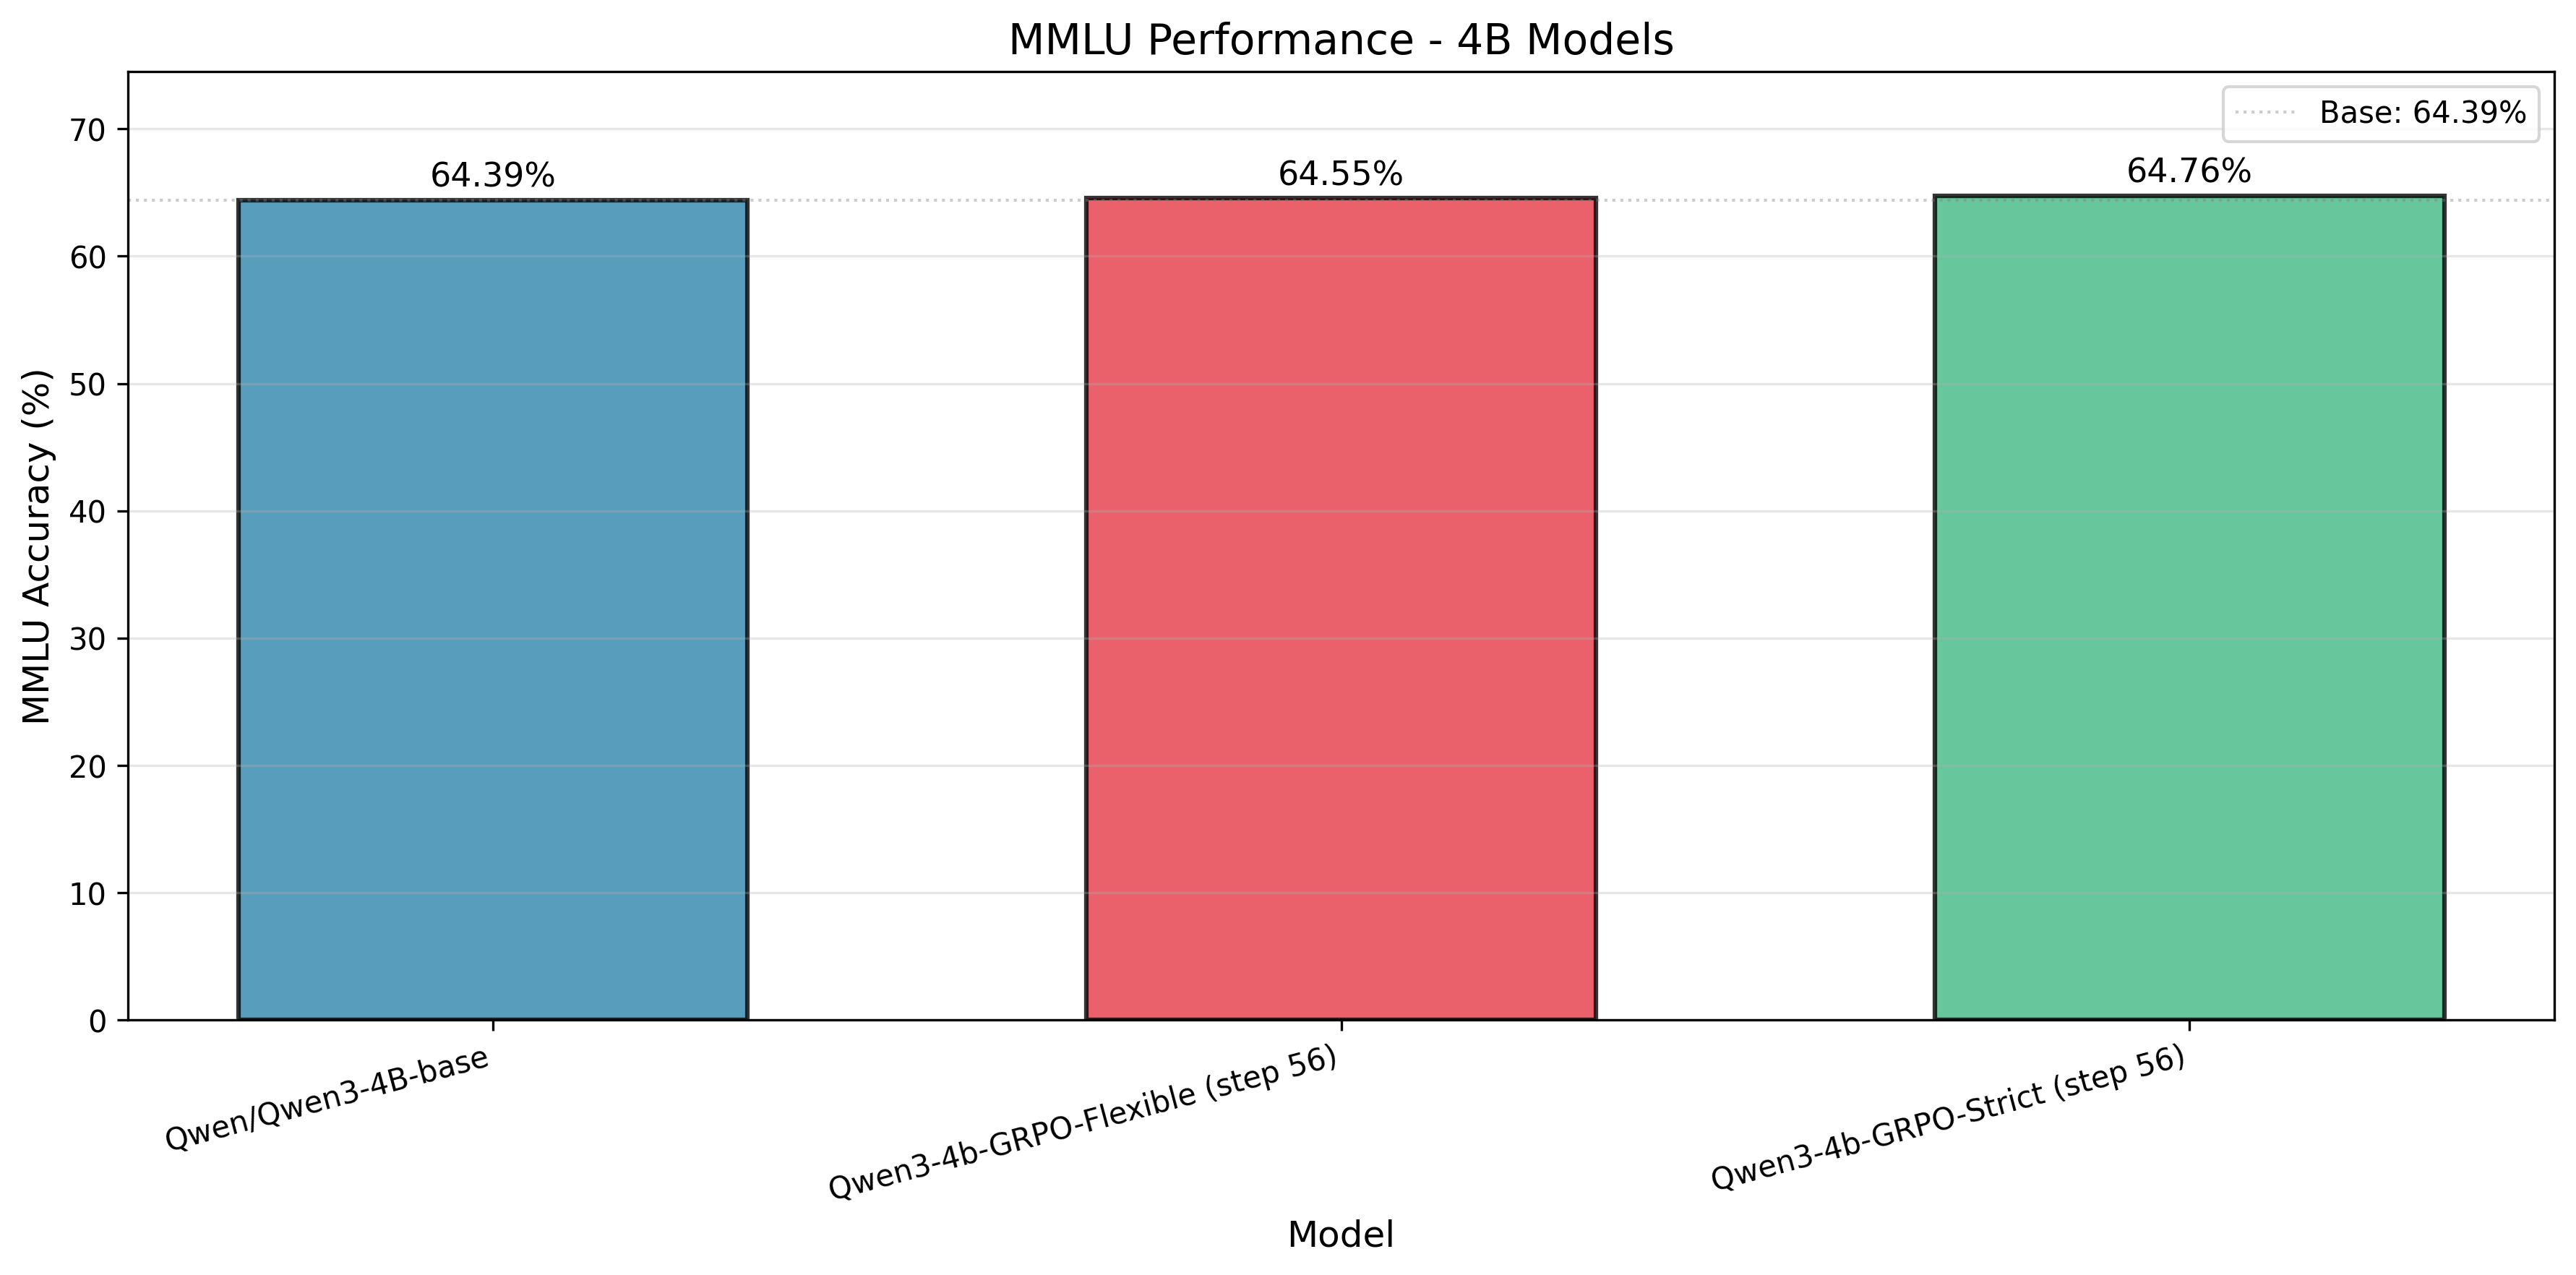 MMLU Performance - 4B Models
Base: 64.39%
64.39%
64.55%
64.76%
MMLU Accuracy (%)
70
60
50
40
30
20
10
0
Qwen/Qwen3-4B-base
Qwen3-4b-GRPO-Flexible (step 56)
Qwen3-4b-GRPO-Strict (step 56)
Model